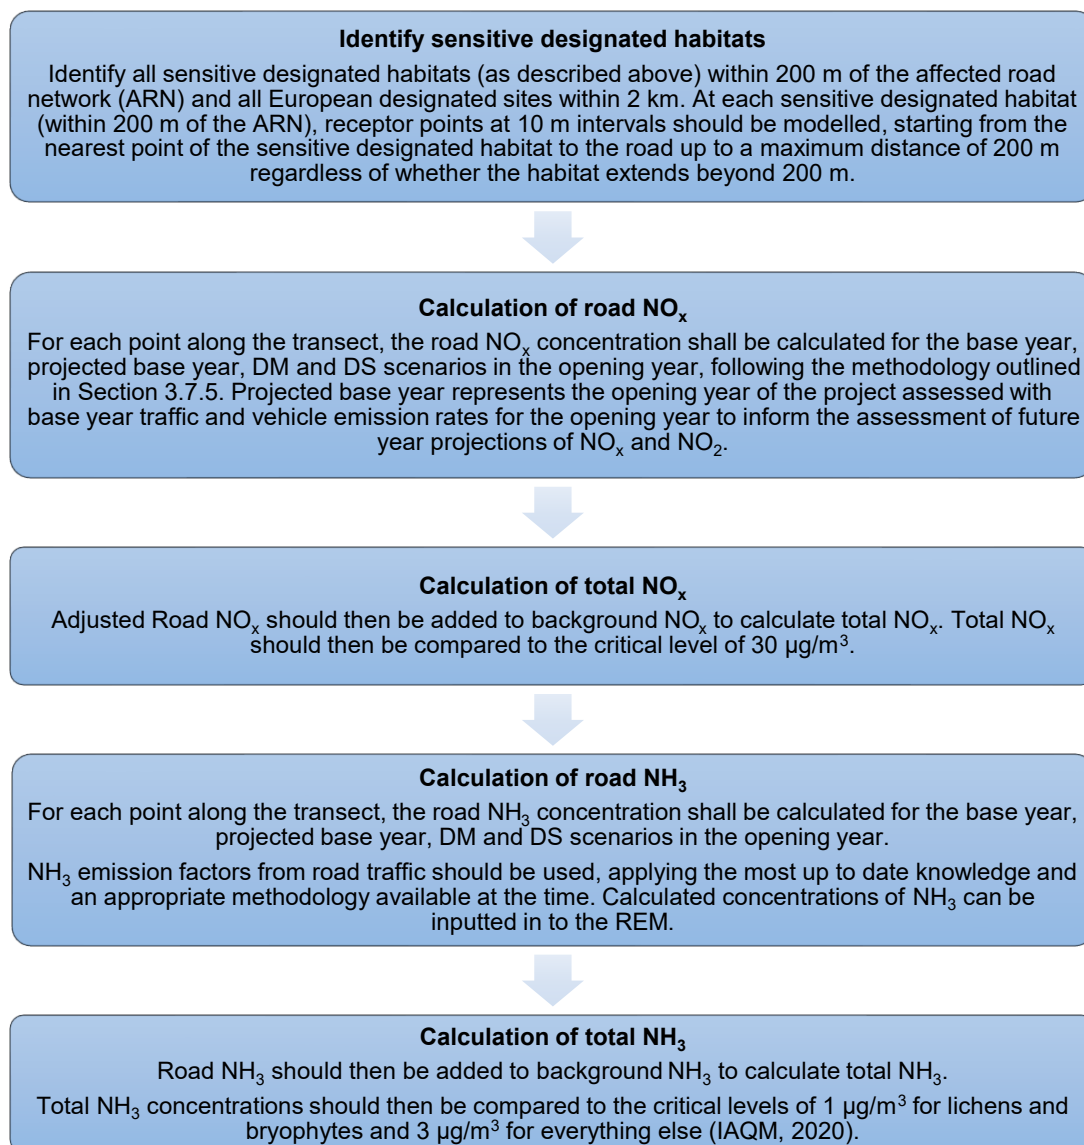 Identify sensitive designated habitats
Identify all sensitive designated habitats (as described above) within 200 m of the affected road
network (ARN) and all European designated sites within 2 km. At each sensitive designated habitat
(within 200 m of the ARN), receptor points at 10 m intervals should be modelled, starting from the
nearest point of the sensitive designated habitat to the road up to a maximum distance of 200 m
regardless of whether the habitat extends beyond 200 m.
Calculation of road NOₓ
For each point along the transect, the road NOₓ concentration shall be calculated for the base year,
projected base year, DM and DS scenarios in the opening year, following the methodology outlined
in Section 3.7.5. Projected base year represents the opening year of the project assessed with
base year traffic and vehicle emission rates for the opening year to inform the assessment of future
year projections of NOₓ and NO₂.
Calculation of total NOₓ
Adjusted Road NOₓ should then be added to background NOₓ to calculate total NOₓ. Total NOₓ
should then be compared to the critical level of 30 µg/m³.
Calculation of road NH₃
For each point along the transect, the road NH₃ concentration shall be calculated for the base year,
projected base year, DM and DS scenarios in the opening year.
NH₃ emission factors from road traffic should be used, applying the most up to date knowledge and
an appropriate methodology available at the time. Calculated concentrations of NH₃ can be
inputted in to the REM.
Calculation of total NH₃
Road NH₃ should then be added to background NH₃ to calculate total NH₃.
Total NH₃ concentrations should then be compared to the critical levels of 1 µg/m³ for lichens and
bryophytes and 3 µg/m³ for everything else (IAQM, 2020).